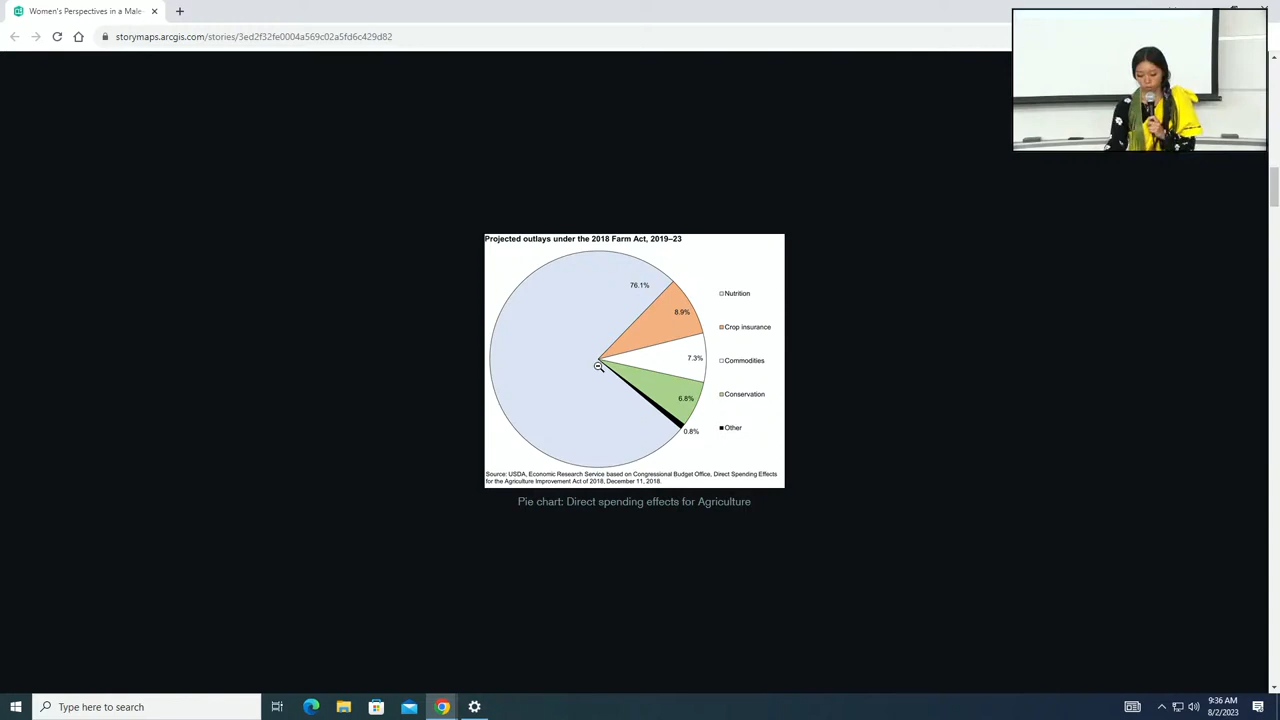 Women's Perspectives in a Male
storymaps.arcgis.com/stories/3ed2f32fe0004a569c02a5fd6c429d82
Projected outlays under the 2018 Farm Act, 2019–23
76.1%
8.9%
7.3%
6.8%
0.8%
Nutrition
Crop insurance
Commodities
Conservation
Other
Source: USDA, Economic Research Service based on Congressional Budget Office, Direct Spending Effects
for the Agriculture Improvement Act of 2018, December 11, 2018.
Pie chart: Direct spending effects for Agriculture
Type here to search
9:36 AM
8/2/2023